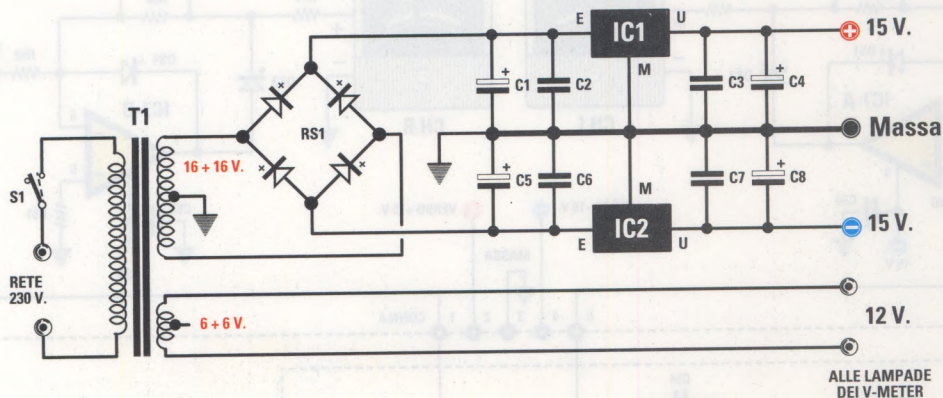 T1
S1
RETE
230 V.
16 + 16 V.
6 + 6 V.
RS1
E
IC1
U
M
+
C1
C2
C3
+
C4
15 V.
Massa
+
C5
C6
M
C7
+
C8
E
IC2
U
15 V.
12 V.
ALLE LAMPADE
DEI V-METER